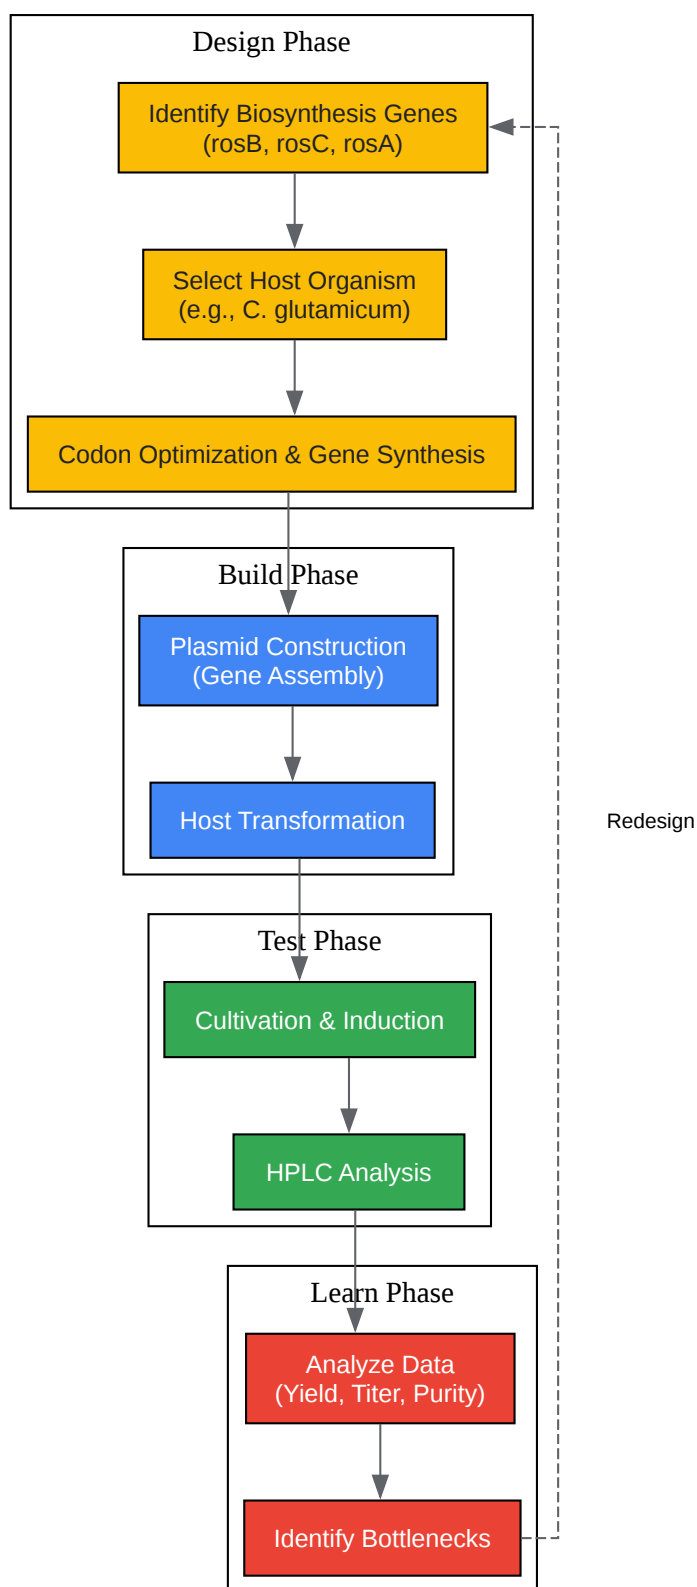 Design Phase
Identify Biosynthesis Genes
(rosB, rosC, rosA)
Select Host Organism
(e.g., C. glutamicum)
Codon Optimization & Gene Synthesis
Build Phase
Plasmid Construction
(Gene Assembly)
Host Transformation
Redesign
Test Phase
Cultivation & Induction
HPLC Analysis
Learn Phase
Analyze Data
(Yield, Titer, Purity)
Identify Bottlenecks